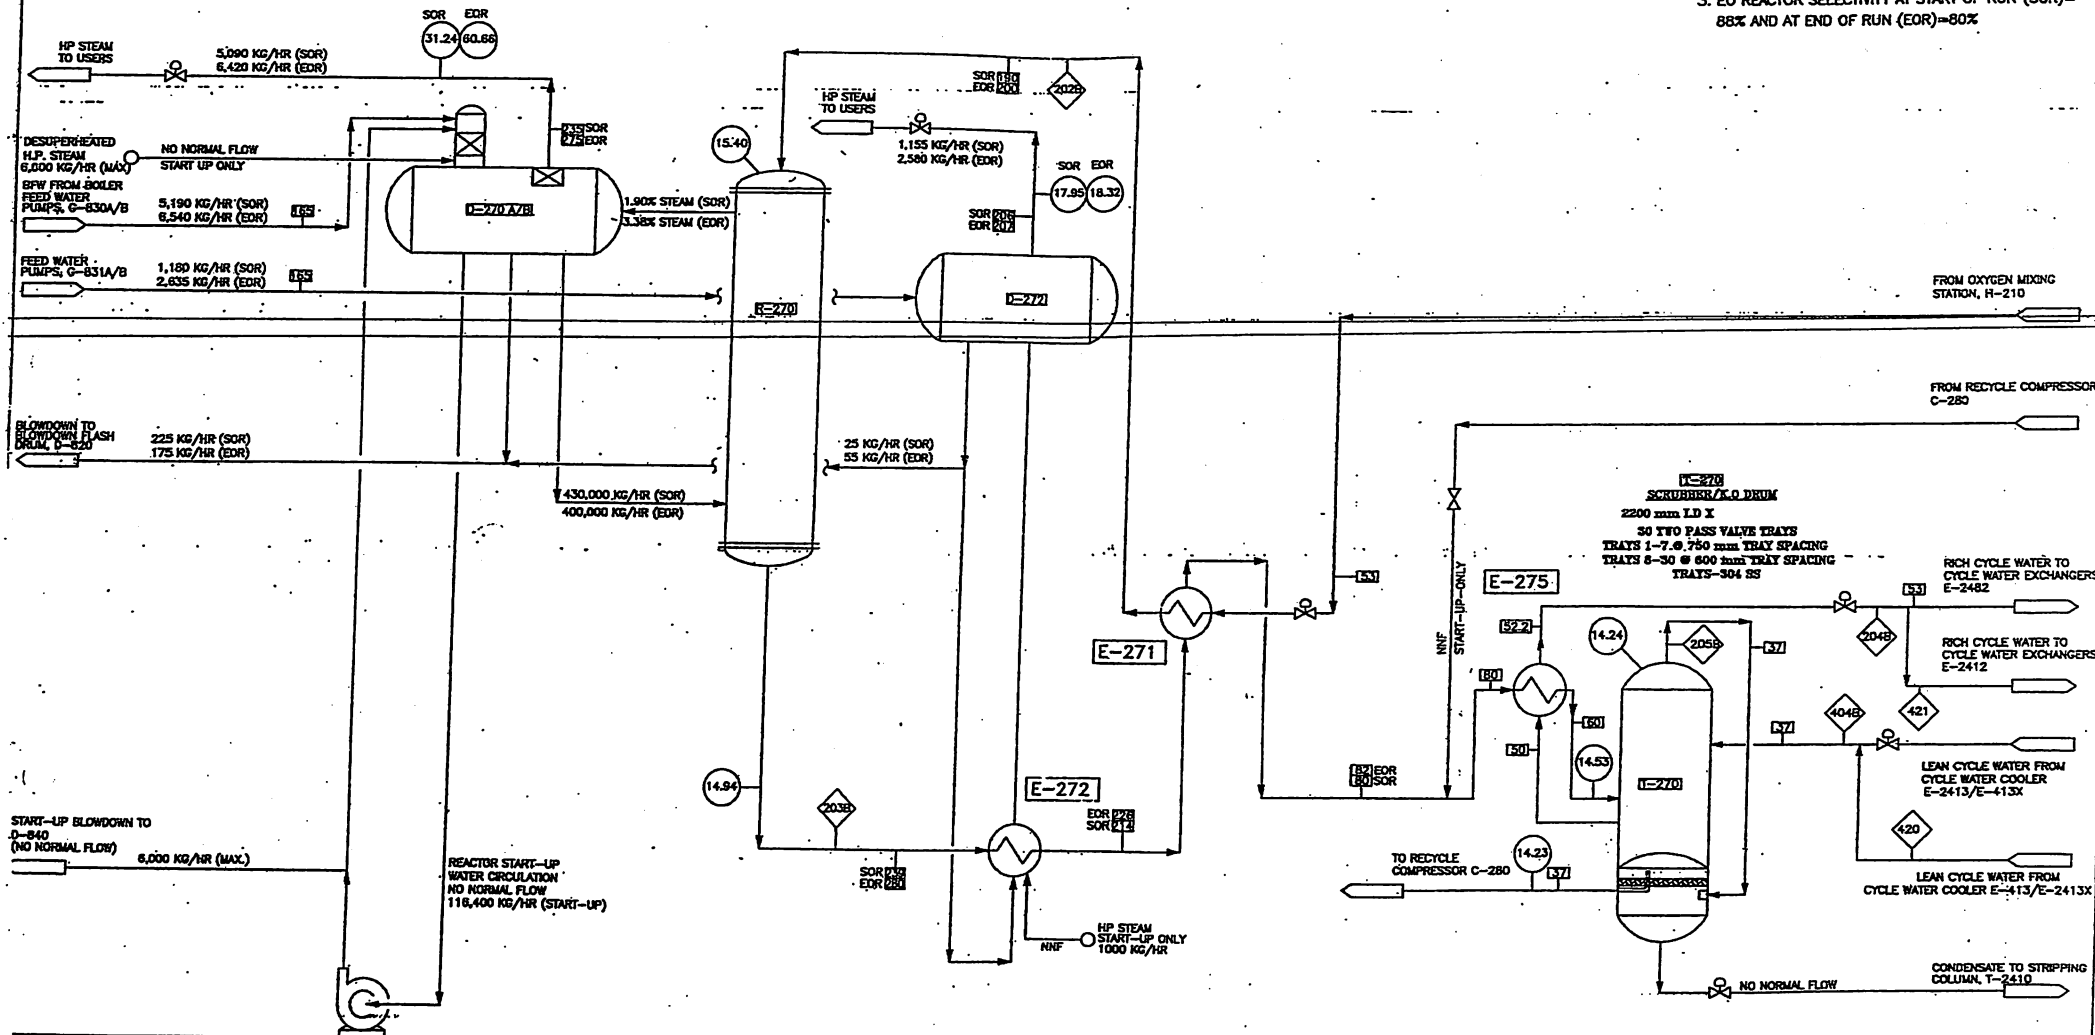 3. EO REACTOR SELECTIVITY AT START OF RUN (SOR)=
88% AND AT END OF RUN (EOR)=80%
SOR EOR
31.24 60.66
HP STEAM
TO USERS
5,090 KG/HR (SOR)
6,420 KG/HR (EOR)
235 SOR
275 EOR
DESUPERHEATED
H.P. STEAM
6,000 KG/HR (MAX)
NO NORMAL FLOW
START UP ONLY
BFW FROM BOILER
FEED WATER
PUMPS, G-830A/B
5,190 KG/HR (SOR)
6,540 KG/HR (EOR)
165
D-270 A/B
1.90% STEAM (SOR)
3.38% STEAM (EOR)
FEED WATER
PUMPS, G-831A/B
1,180 KG/HR (SOR)
2,635 KG/HR (EOR)
165
15.40
R-270
SOR 190
EOR 200
202B
HP STEAM
TO USERS
1,155 KG/HR (SOR)
2,580 KG/HR (EOR)
SOR EOR
17.95 18.32
SOR 206
EOR 207
D-272
FROM OXYGEN MIXING
STATION, H-210
FROM RECYCLE COMPRESSOR
C-280
BLOWDOWN TO
BLOWDOWN FLASH
DRUM, D-820
225 KG/HR (SOR)
175 KG/HR (EOR)
25 KG/HR (SOR)
55 KG/HR (EOR)
430,000 KG/HR (SOR)
400,000 KG/HR (EOR)
T-270
SCRUBBER/K.O DRUM
2200 mm I.D X
30 TWO PASS VALVE TRAYS
TRAYS 1-7 @ 750 mm TRAY SPACING
TRAYS 8-30 @ 600 mm TRAY SPACING
TRAYS-304 SS
53
E-271
NNF
START-UP-ONLY
E-275
52.2
14.24
205B
37
53
204B
RICH CYCLE WATER TO
CYCLE WATER EXCHANGERS
E-2482
RICH CYCLE WATER TO
CYCLE WATER EXCHANGERS
E-2412
421
80
60
50
14.53
37
404B
LEAN CYCLE WATER FROM
CYCLE WATER COOLER
E-2413/E-413X
T-270
82 EOR
80 SOR
14.94
203B
E-272
EOR 226
SOR 214
SOR
EOR 280
420
LEAN CYCLE WATER FROM
CYCLE WATER COOLER E-413/E-2413X
TO RECYCLE
COMPRESSOR C-280
14.23
37
START-UP BLOWDOWN TO
D-840
(NO NORMAL FLOW)
6,000 KG/HR (MAX.)
REACTOR START-UP
WATER CIRCULATION
NO NORMAL FLOW
116,400 KG/HR (START-UP)
NNF
HP STEAM
START-UP ONLY
1000 KG/HR
NO NORMAL FLOW
CONDENSATE TO STRIPPING
COLUMN, T-2410